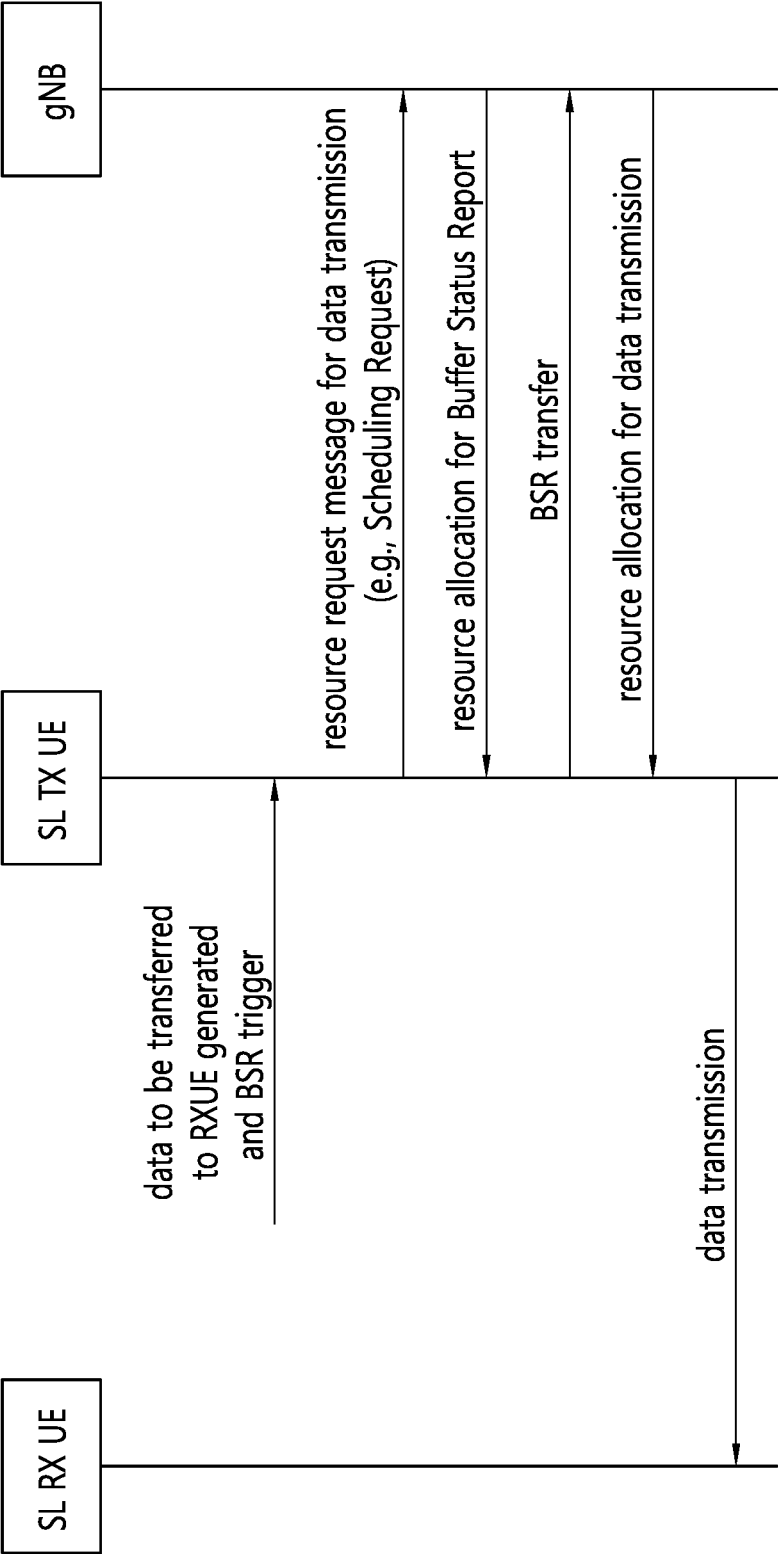 SL RX UE
SL TX UE
gNB
data to be transferred
to RXUE generated
and BSR trigger
resource request message for data transmission
(e.g., Scheduling Request)
resource allocation for Buffer Status Report
BSR transfer
resource allocation for data transmission
data transmission